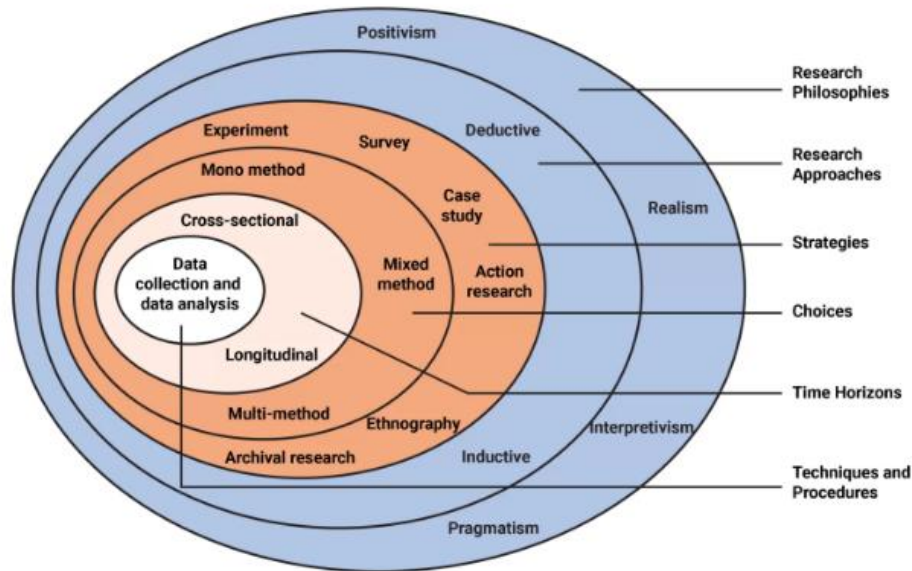 Positivism
Research
Philosophies
Experiment
Survey
Deductive
Research
Approaches
Mono method
Case
study
Realism
Cross-sectional
Strategies
Data
collection and
data analysis
Mixed
method
Action
research
Choices
Longitudinal
Time Horizons
Multi-method
Ethnography
Interpretivism
Archival research
Inductive
Techniques and
Procedures
Pragmatism